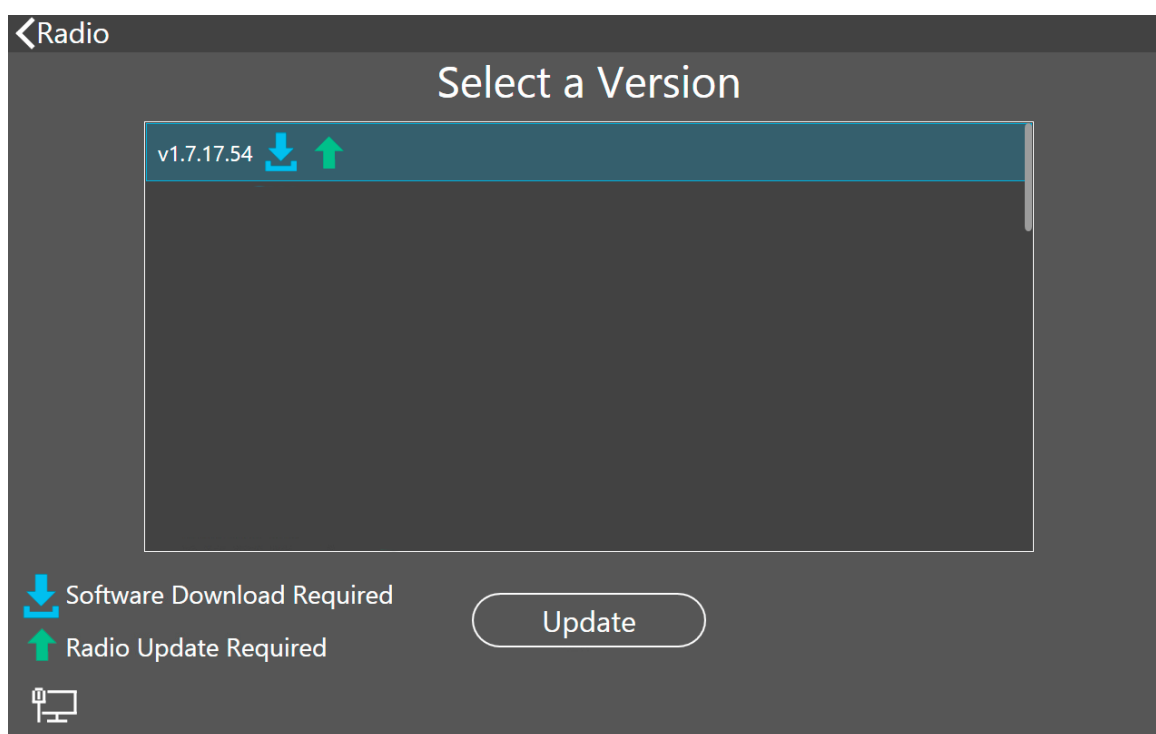 Radio
Select a Version
v1.7.17.54
Software Download Required
Radio Update Required
Update